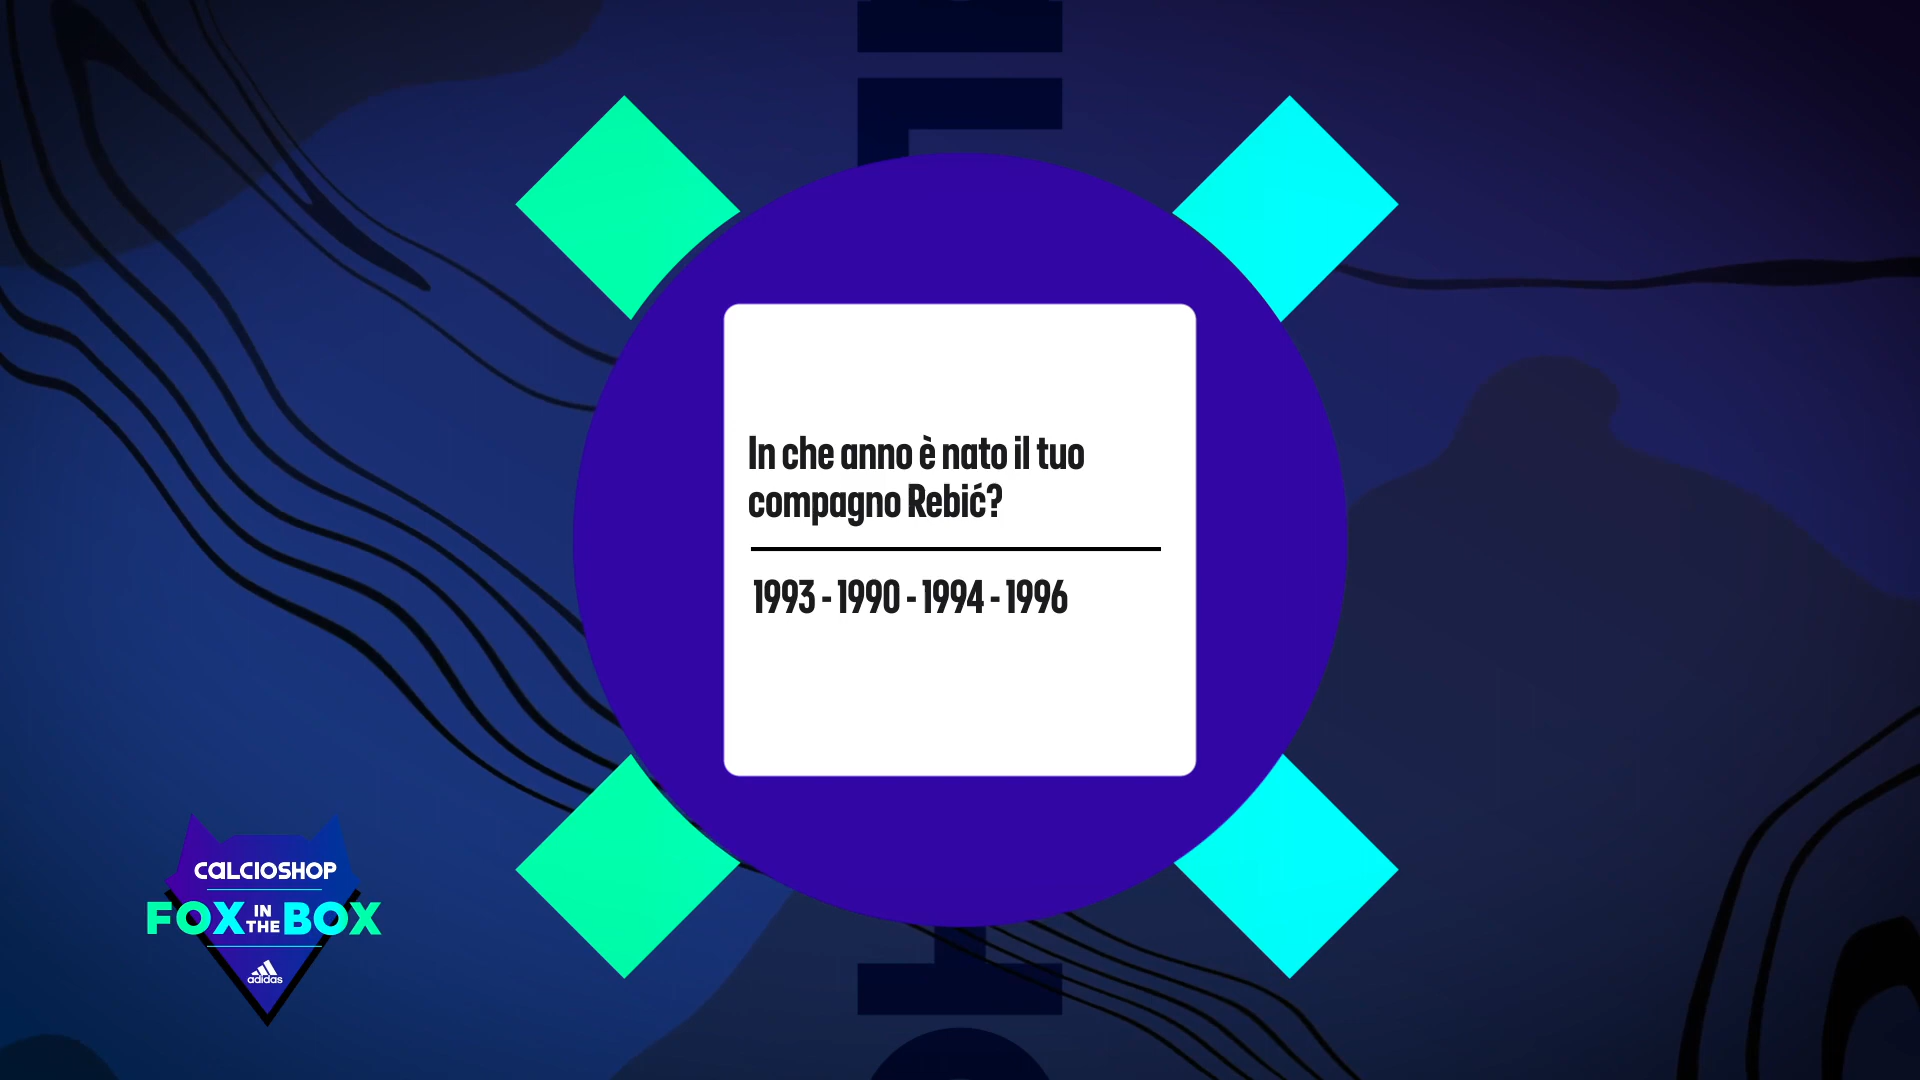 In che anno è nato il tuo
compagno Rebić?
1993 - 1990 - 1994 - 1996
CALCIOSHOP
FOX IN THE BOX
adidas